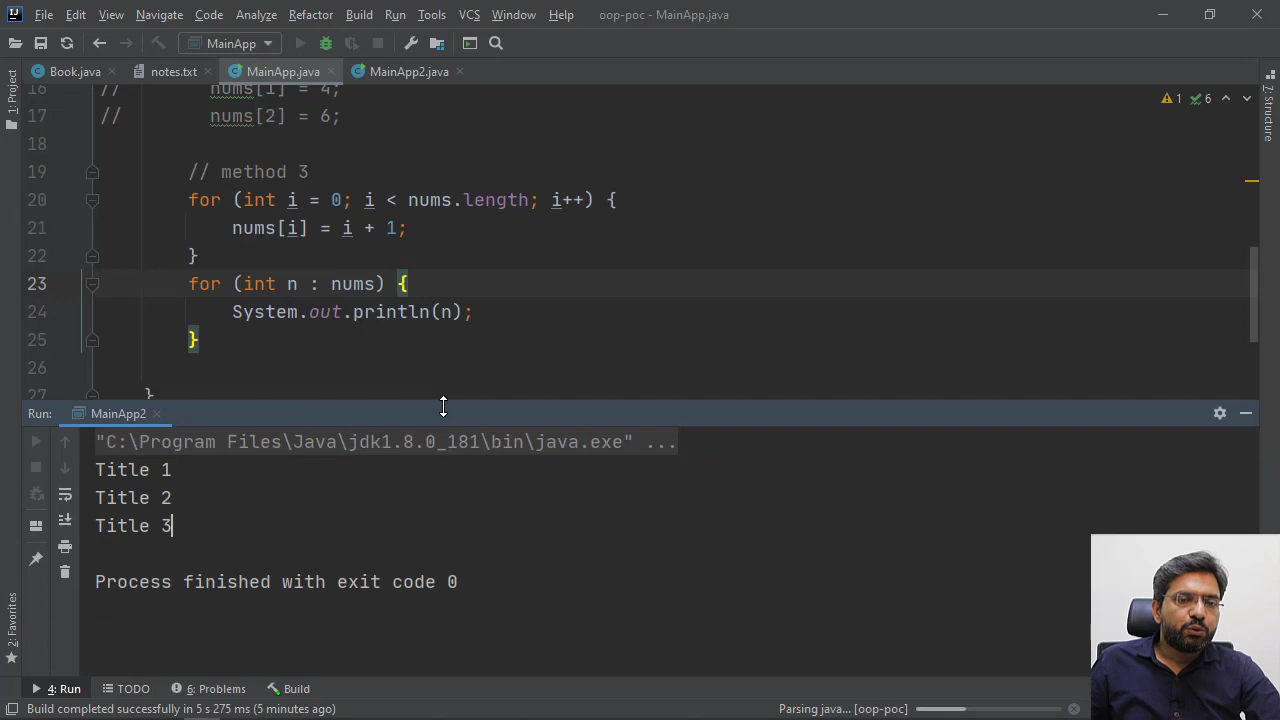 File Edit View Navigate Code Analyze Refactor Build Run Tools VCS Window Help oop-poc - MainApp.java
MainApp
Book.java notes.txt MainApp.java MainApp2.java
1: Project
7: Structure
1 6
16 // nums[1] = 4;
17 // nums[2] = 6;
18
19 // method 3
20 for (int i = 0; i < nums.length; i++) {
21 nums[i] = i + 1;
22 }
23 for (int n : nums) {
24 System.out.println(n);
25 }
26
27 }
Run: MainApp2
"C:\Program Files\Java\jdk1.8.0_181\bin\java.exe" ...
Title 1
Title 2
Title 3
Process finished with exit code 0
2: Favorites
4: Run TODO 6: Problems Build
Build completed successfully in 5 s 275 ms (5 minutes ago) Parsing java... [oop-poc]